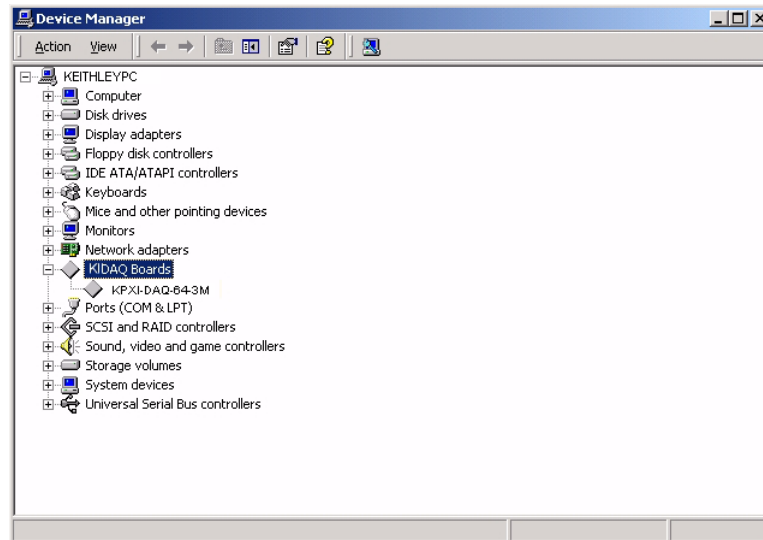 Device Manager
Action View
KEITHLEYPC
Computer
Disk drives
Display adapters
Floppy disk controllers
IDE ATA/ATAPI controllers
Keyboards
Mice and other pointing devices
Monitors
Network adapters
KIDAQ Boards
KPXI-DAQ-64-3M
Ports (COM & LPT)
SCSI and RAID controllers
Sound, video and game controllers
Storage volumes
System devices
Universal Serial Bus controllers